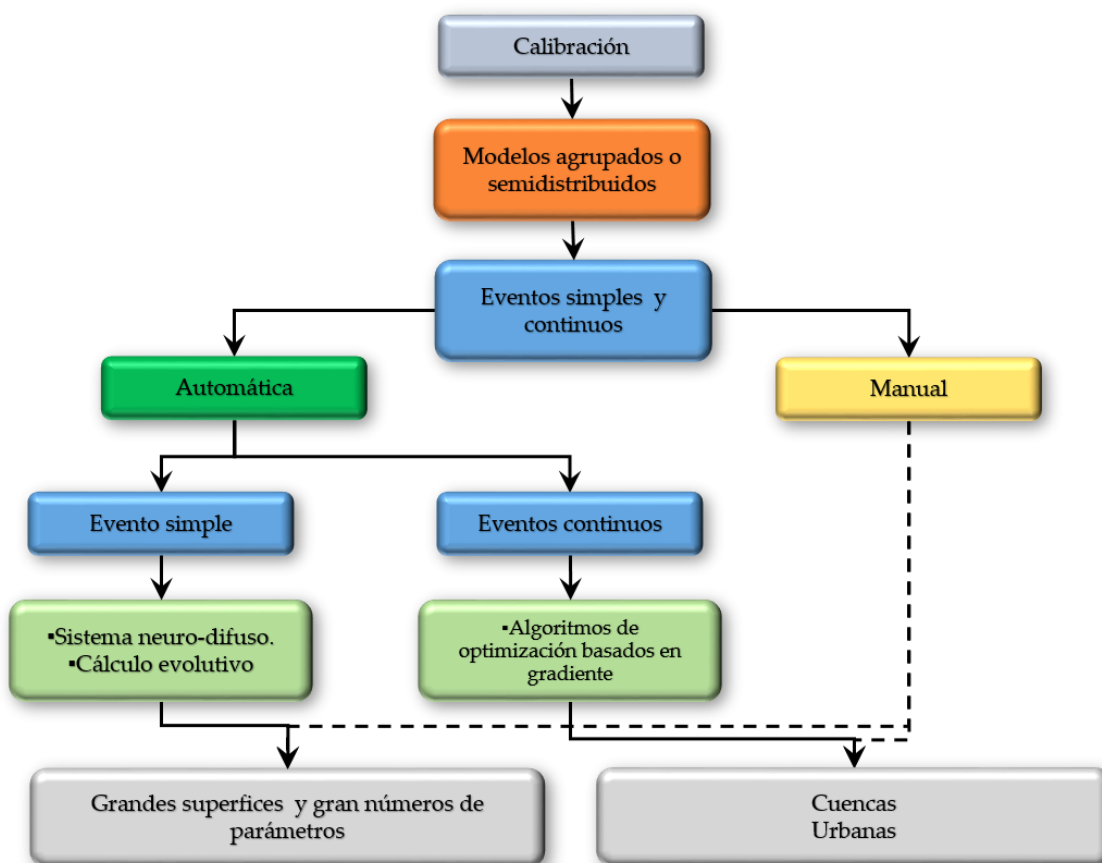 Calibración
Modelos agrupados o
semidistribuidos
Eventos simples y
continuos
Automática
Manual
Evento simple
Eventos continuos
▪Sistema neuro-difuso.
▪Cálculo evolutivo
▪Algoritmos de
optimización basados en
gradiente
Grandes superfices y gran números de
parámetros
Cuencas
Urbanas